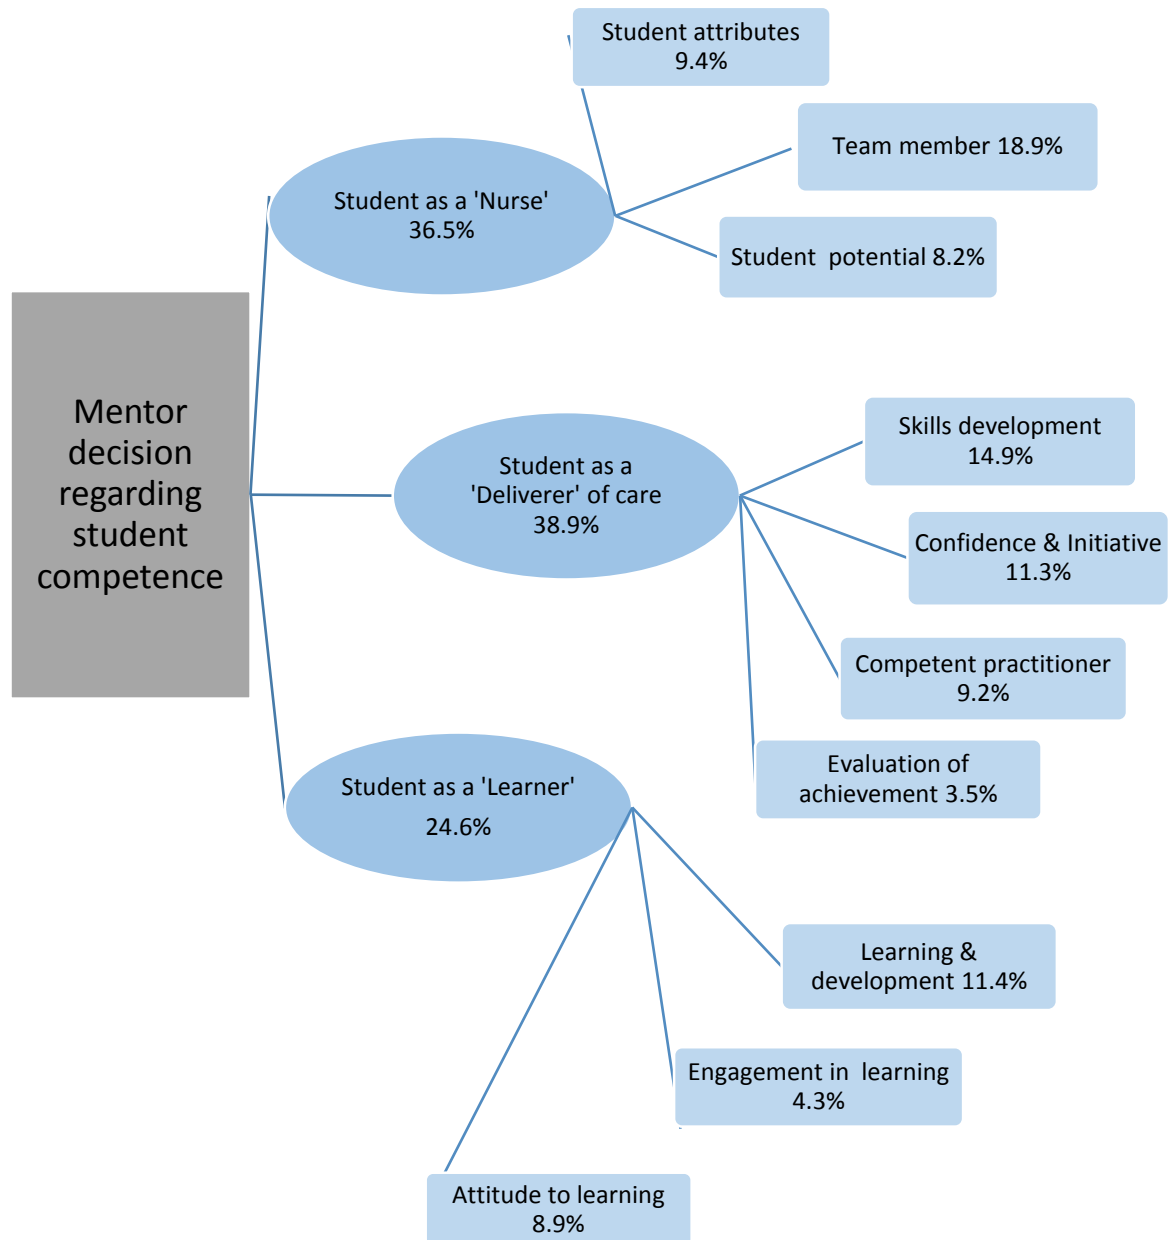 Student attributes
9.4%
Team member 18.9%
Student as a 'Nurse'
36.5%
Student  potential 8.2%
Mentor
decision
regarding
student
competence
Skills development
14.9%
Student as a
'Deliverer' of care
38.9%
Confidence & Initiative
11.3%
Competent practitioner
9.2%
Evaluation of
achievement 3.5%
Student as a 'Learner'
24.6%
Learning &
development 11.4%
Engagement in  learning
4.3%
Attitude to learning
8.9%